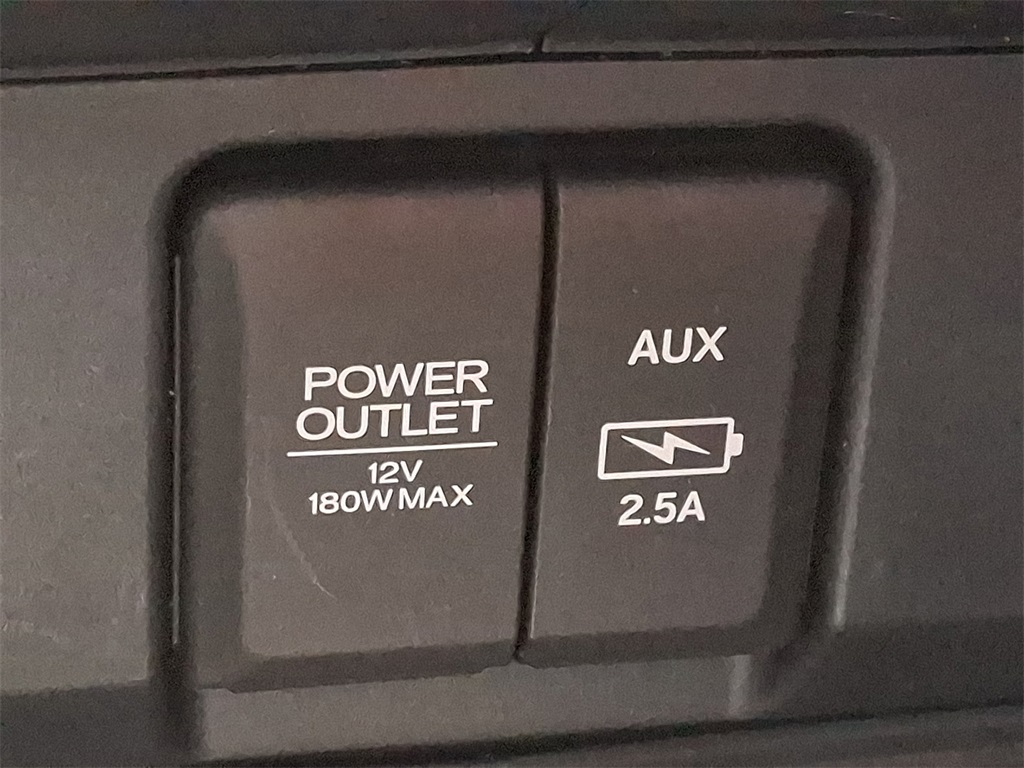 POWER
OUTLET
12V
180W MAX
AUX
2.5A